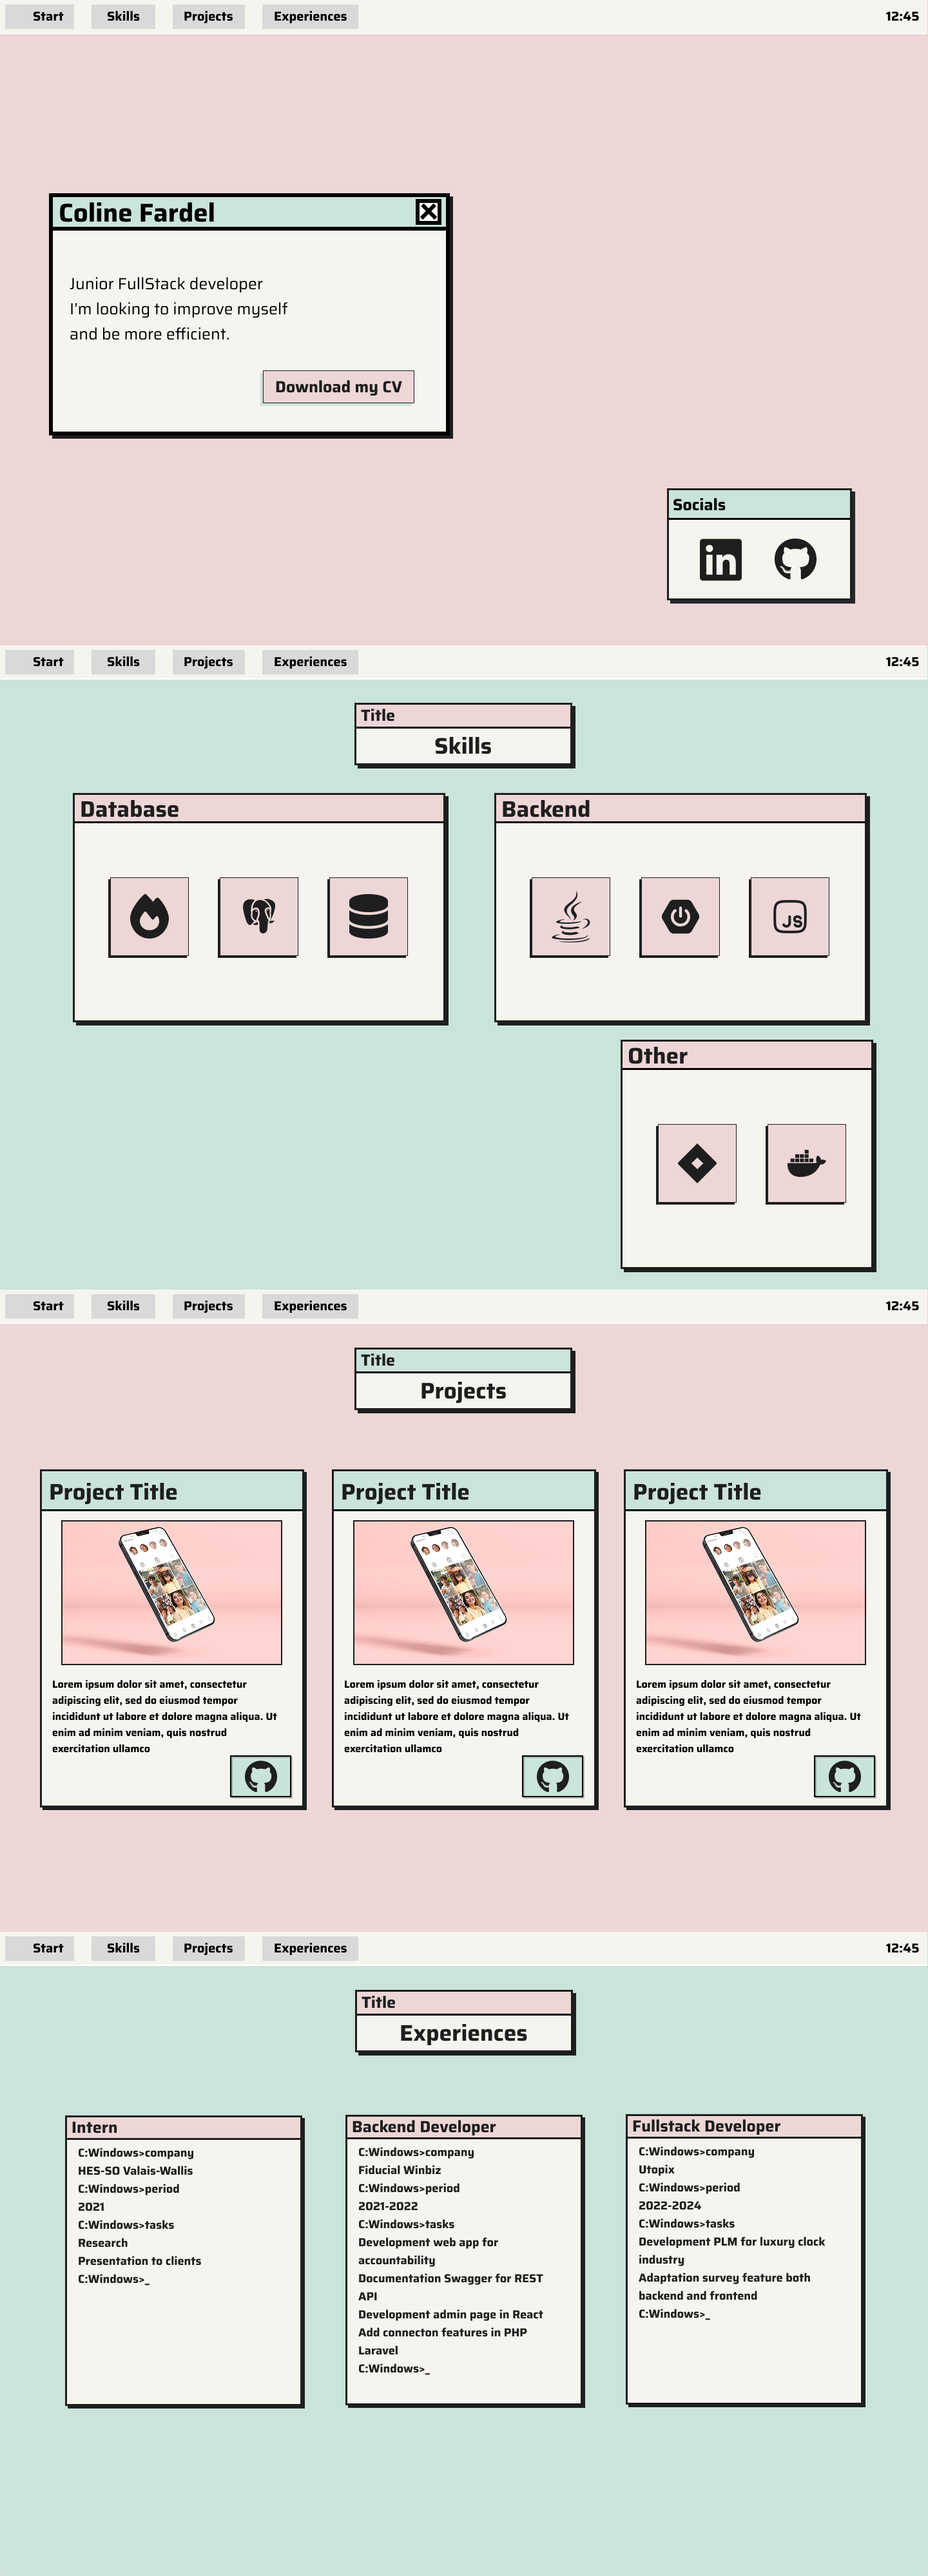 Start Skills Projects Experiences 12:45
Coline Fardel
Junior FullStack developer
I'm looking to improve myself
and be more efficient.
Download my CV
Socials
in
Start Skills Projects Experiences 12:45
Title
Skills
Database
Backend
JS
Other
Start Skills Projects Experiences 12:45
Title
Projects
Project Title
Lorem ipsum dolor sit amet, consectetur
adipiscing elit, sed do eiusmod tempor
incididunt ut labore et dolore magna aliqua. Ut
enim ad minim veniam, quis nostrud
exercitation ullamco
Project Title
Lorem ipsum dolor sit amet, consectetur
adipiscing elit, sed do eiusmod tempor
incididunt ut labore et dolore magna aliqua. Ut
enim ad minim veniam, quis nostrud
exercitation ullamco
Project Title
Lorem ipsum dolor sit amet, consectetur
adipiscing elit, sed do eiusmod tempor
incididunt ut labore et dolore magna aliqua. Ut
enim ad minim veniam, quis nostrud
exercitation ullamco
Start Skills Projects Experiences 12:45
Title
Experiences
Intern
C:Windows>company
HES-SO Valais-Wallis
C:Windows>period
2021
C:Windows>tasks
Research
Presentation to clients
C:Windows>_
Backend Developer
C:Windows>company
Fiducial Winbiz
C:Windows>period
2021-2022
C:Windows>tasks
Development web app for
accountability
Documentation Swagger for REST
API
Development admin page in React
Add connecton features in PHP
Laravel
C:Windows>_
Fullstack Developer
C:Windows>company
Utopix
C:Windows>period
2022-2024
C:Windows>tasks
Development PLM for luxury clock
industry
Adaptation survey feature both
backend and frontend
C:Windows>_